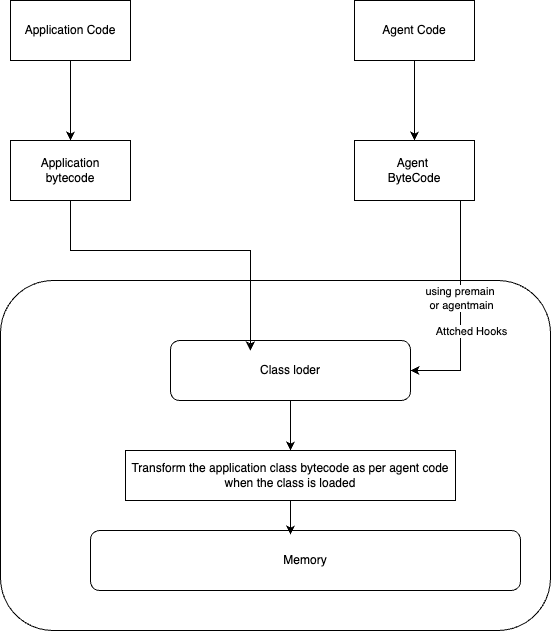 Application Code
Agent Code
Application
bytecode
Agent
ByteCode
using premain
or agentmain
Attched Hooks
Class loder
Transform the application class bytecode as per agent code
when the class is loaded
Memory